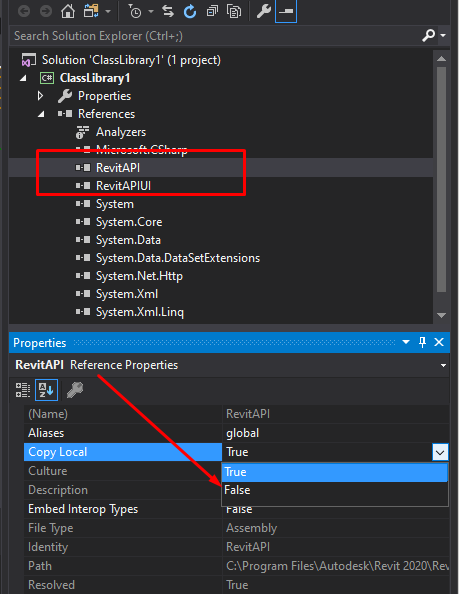 Search Solution Explorer (Ctrl+;)
Solution 'ClassLibrary1' (1 project)
C# ClassLibrary1
Properties
References
Analyzers
Microsoft.CSharp
RevitAPI
RevitAPIUI
System
System.Core
System.Data
System.Data.DataSetExtensions
System.Net.Http
System.Xml
System.Xml.Linq
Properties
RevitAPI Reference Properties
(Name) RevitAPI
Aliases global
Copy Local True
Culture True
Description False
Embed Interop Types False
File Type Assembly
Identity RevitAPI
Path C:\Program Files\Autodesk\Revit 2020\Rev
Resolved True